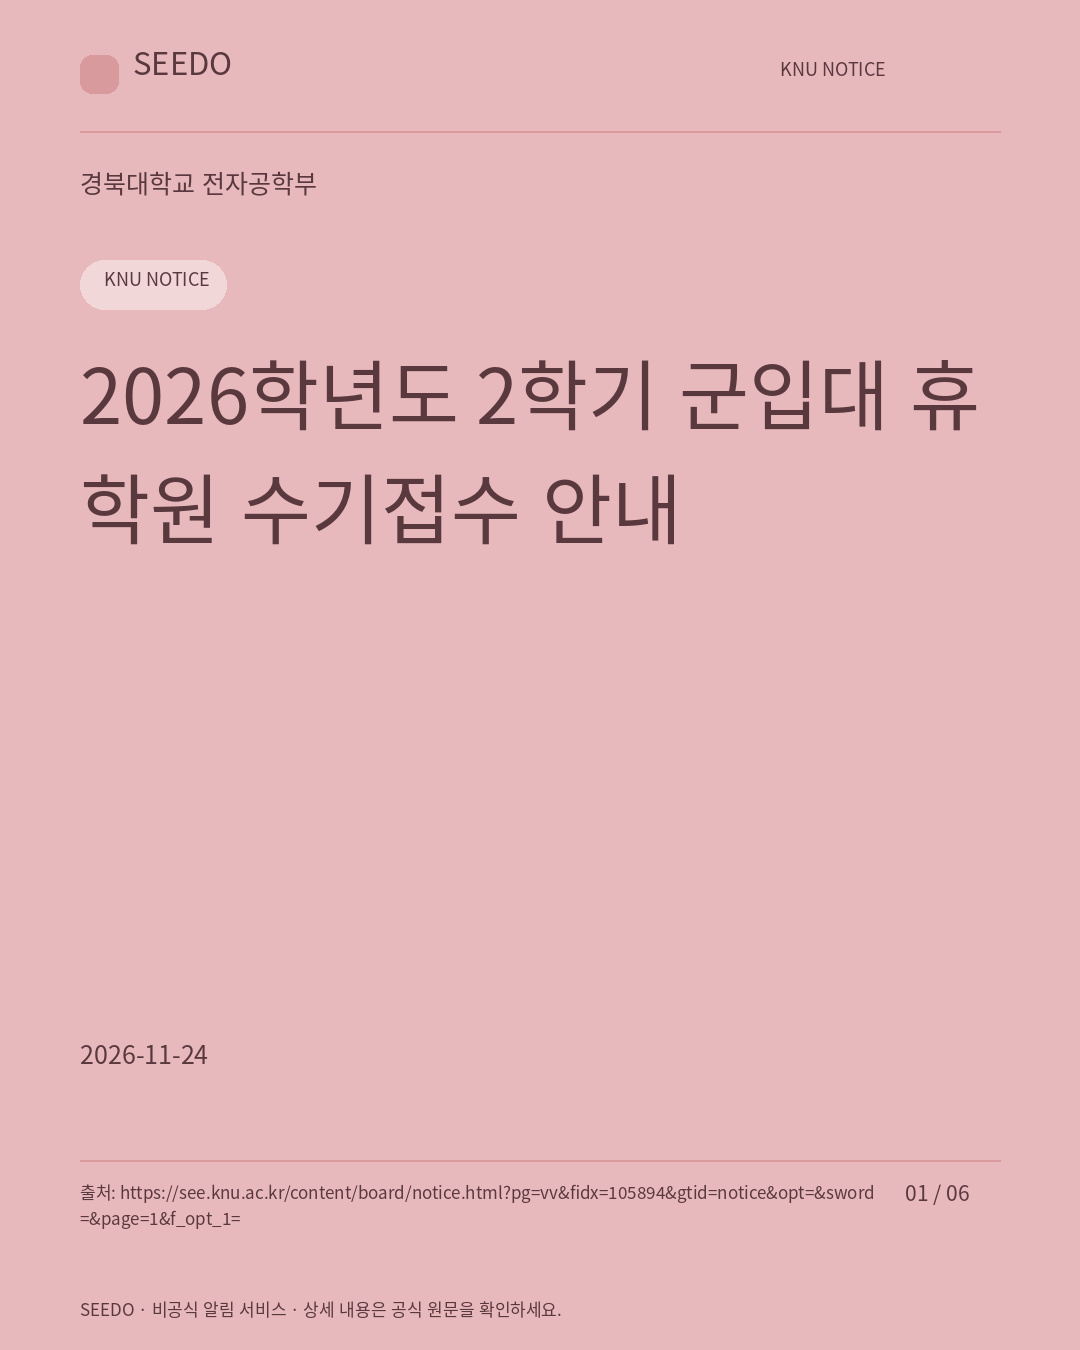 SEEDO
KNU NOTICE
경북대학교 전자공학부
KNU NOTICE
2026학년도 2학기 군입대 휴
학원 수기접수 안내
2026-11-24
출처: https://see.knu.ac.kr/content/board/notice.html?pg=vv&fidx=105894&gtid=notice&opt=&sword
=&page=1&f_opt_1=
01 / 06
SEEDO · 비공식 알림 서비스 · 상세 내용은 공식 원문을 확인하세요.